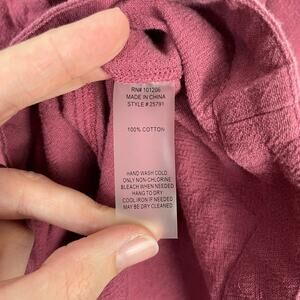 RN# 101206
MADE IN CHINA
STYLE # 25791
100% COTTON
HAND WASH COLD
ONLY NON-CHLORINE
BLEACH WHEN NEEDED
HANG TO DRY
COOL IRON IF NEEDED
MAY BE DRY CLEANED